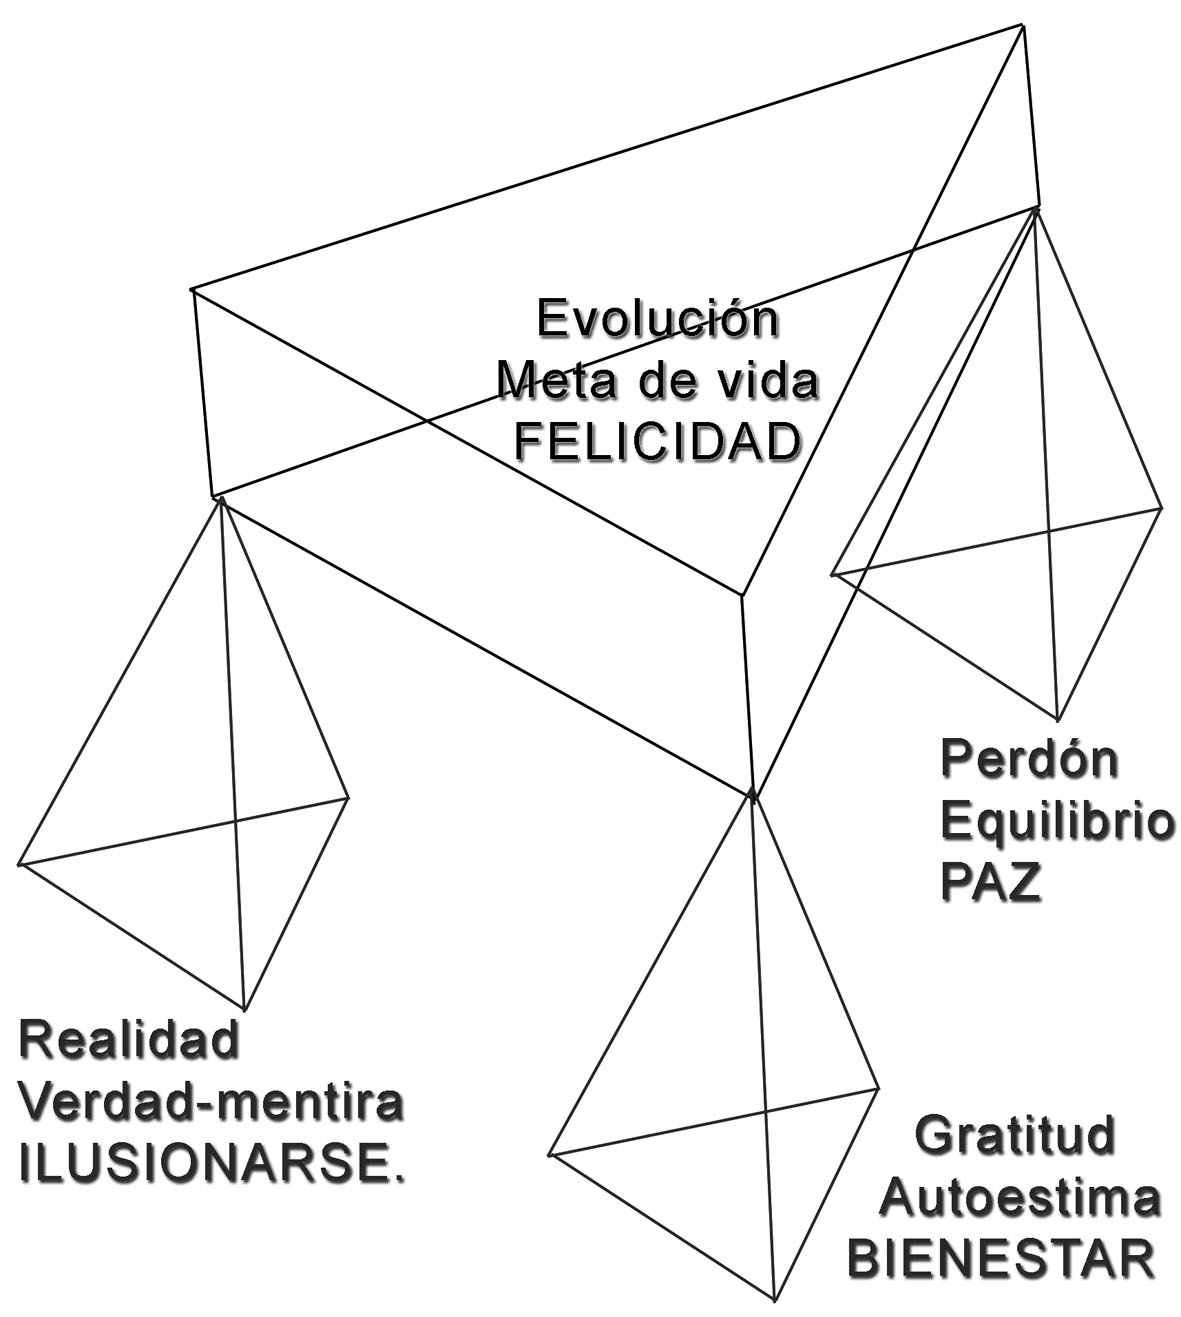 Evolución
Meta de vida
FELICIDAD
Perdón
Equilibrio
PAZ
Realidad
Verdad-mentira
ILUSIONARSE.
Gratitud
Autoestima
BIENESTAR